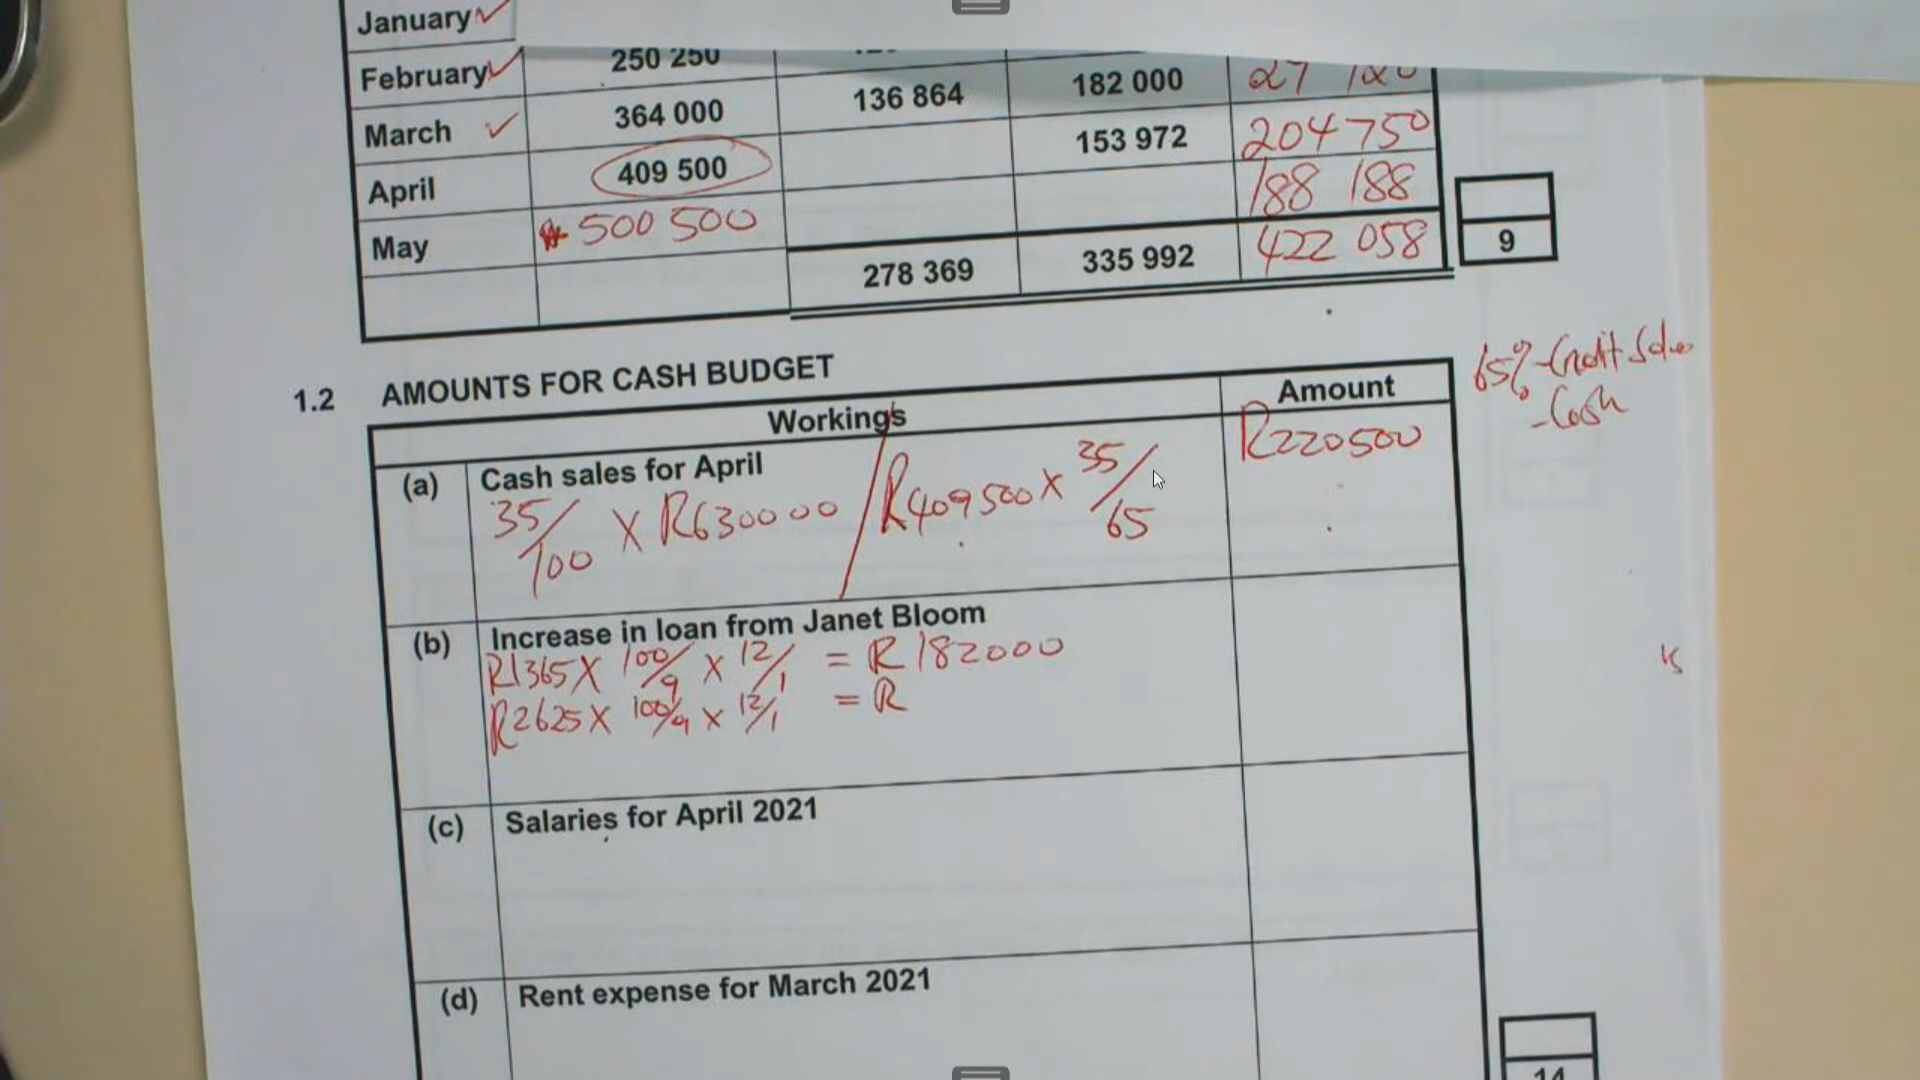 January ✓
February ✓ 250 250 27 120
March ✓ 364 000 136 864 182 000 204 750
April 409 500 153 972 188 188
May 500 500 422 058
278 369 335 992
9
1.2 AMOUNTS FOR CASH BUDGET
65% - Credit Sales
- Cash
Workings Amount
(a) Cash sales for April R220500
35/100 X R630000 / R409500 X 35/65
(b) Increase in loan from Janet Bloom
R1365 X 100/9 X 12/1 = R182000
R2625 X 100/9 X 12/1 = R
(c) Salaries for April 2021
(d) Rent expense for March 2021
14